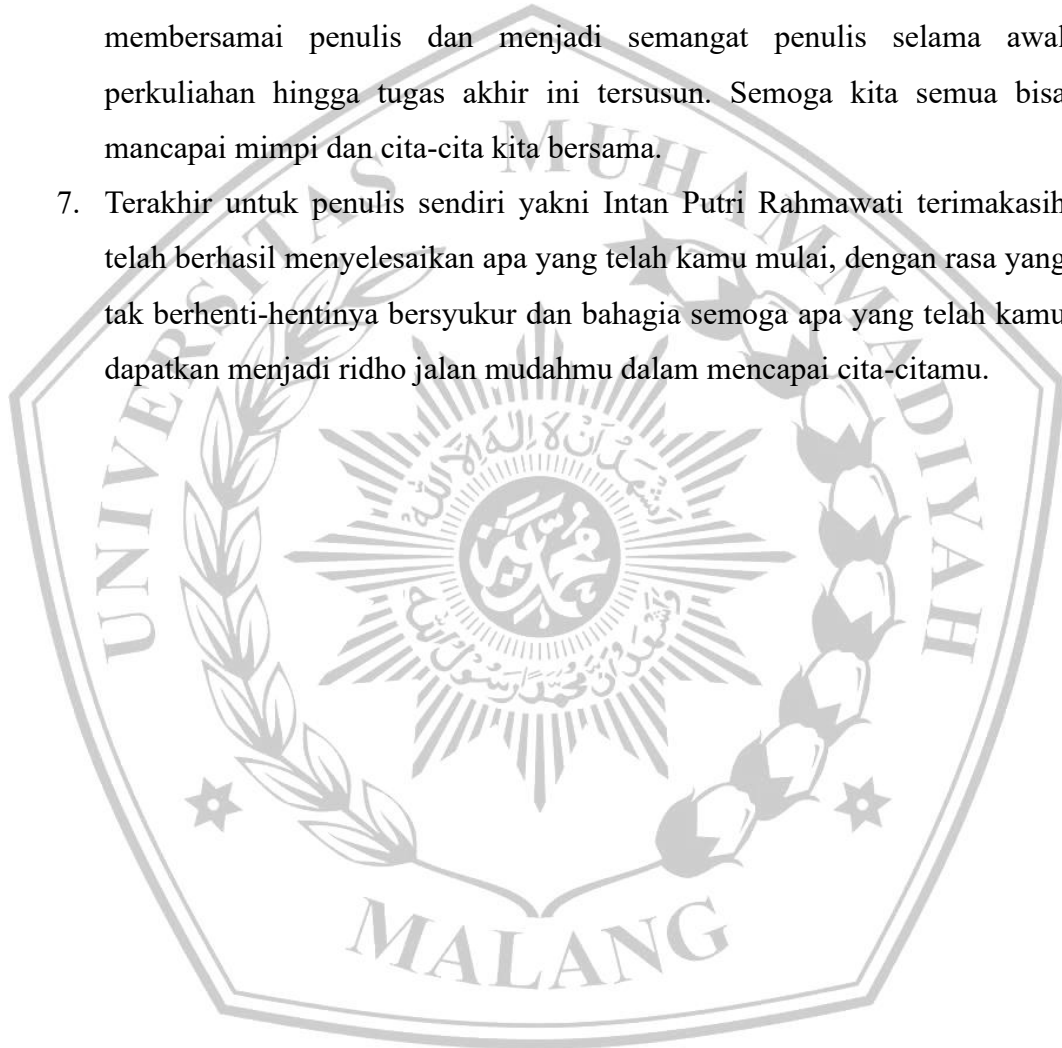 membersamai penulis dan menjadi semangat penulis selama awal
perkuliahan hingga tugas akhir ini tersusun. Semoga kita semua bisa
mancapai mimpi dan cita-cita kita bersama.
7. Terakhir untuk penulis sendiri yakni Intan Putri Rahmawati terimakasih
telah berhasil menyelesaikan apa yang telah kamu mulai, dengan rasa yang
tak berhenti-hentinya bersyukur dan bahagia semoga apa yang telah kamu
dapatkan menjadi ridho jalan mudahmu dalam mencapai cita-citamu.
UNIVERSITAS MUHAMMADIYAH
MALANG